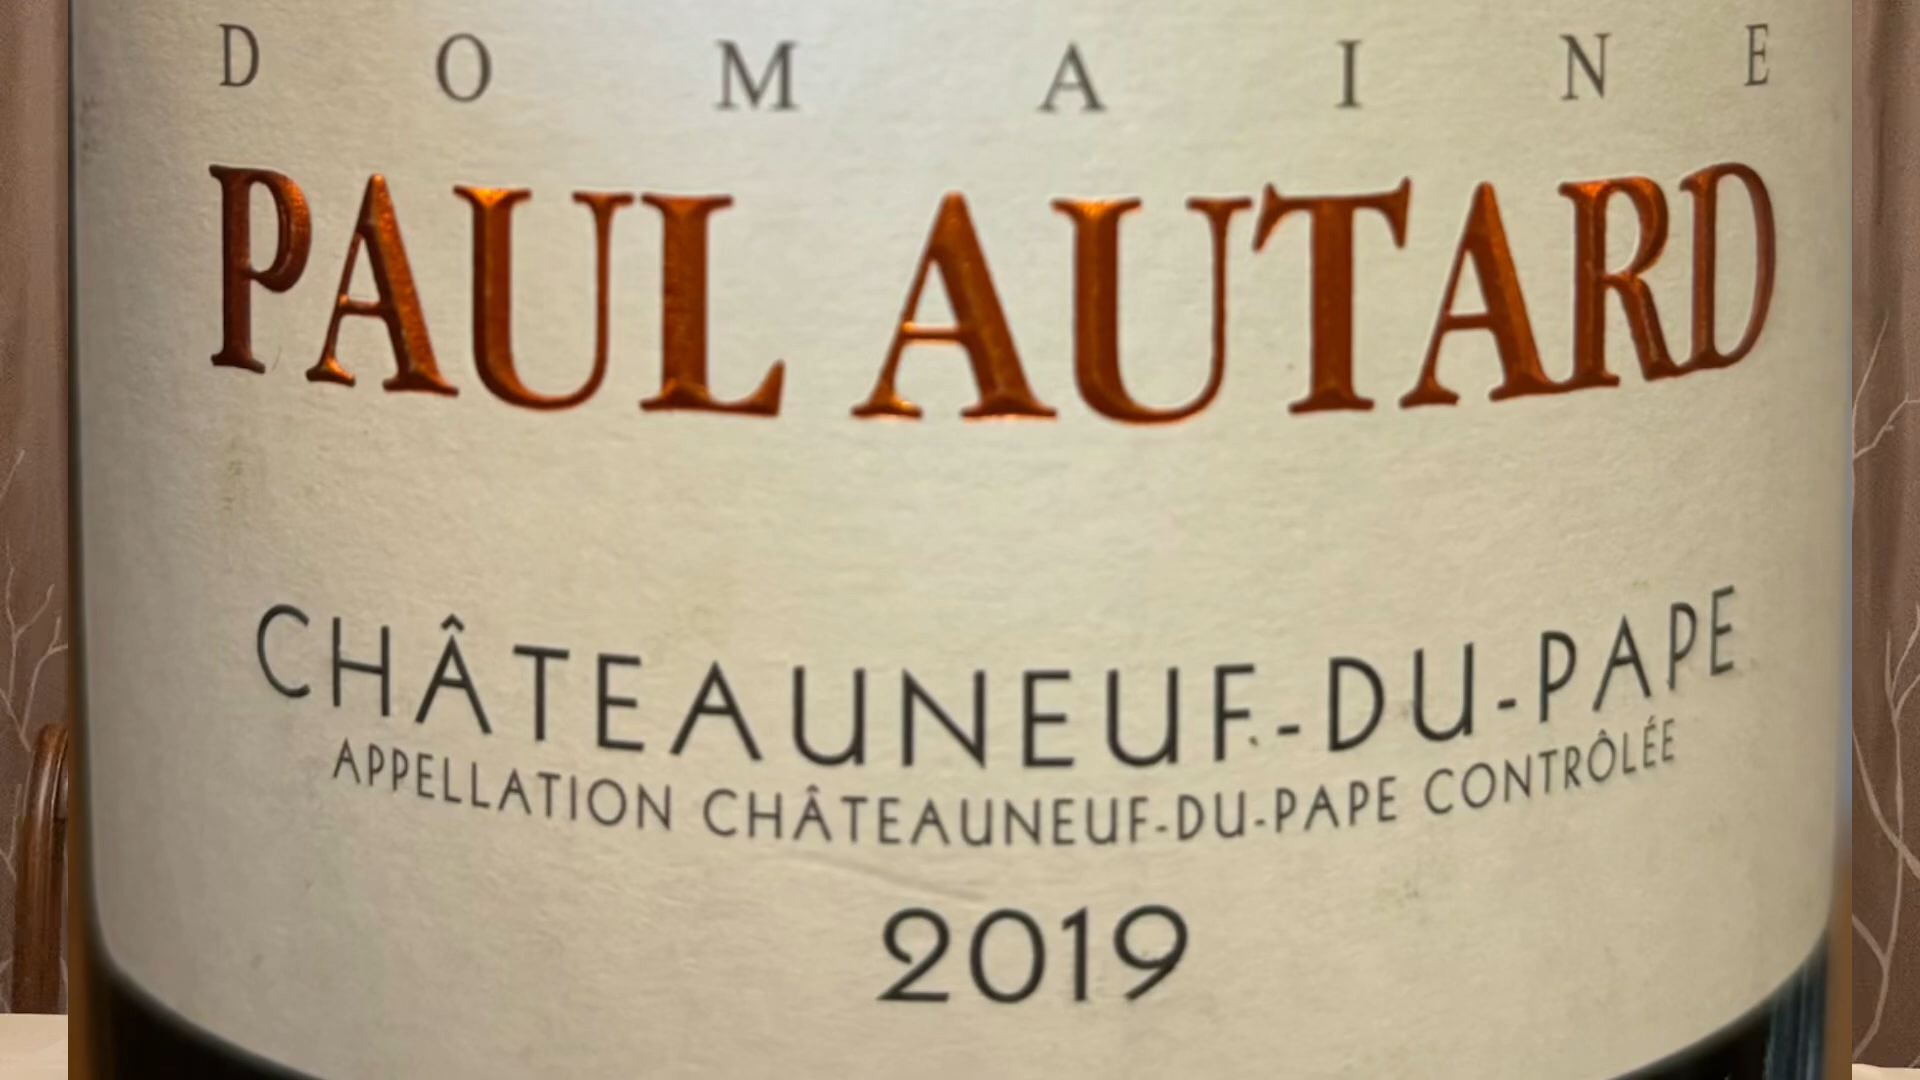 DOMAINE
PAUL AUTARD
CHÂTEAUNEUF-DU-PAPE
APPELLATION CHÂTEAUNEUF-DU-PAPE CONTRÔLÉE
2019